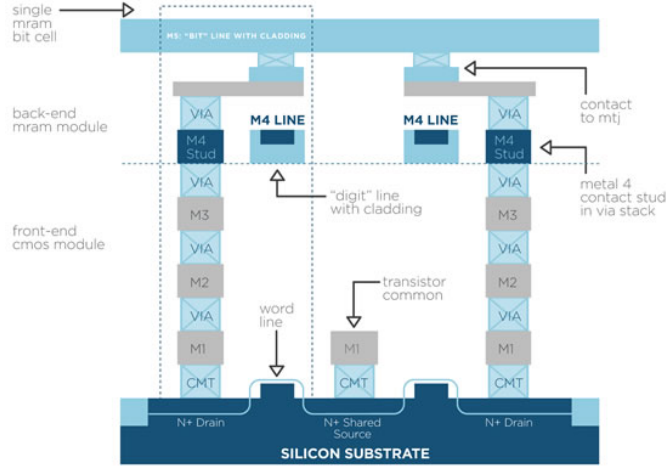 single
mram
bit cell
M5: "BIT" LINE WITH CLADDING
back-end
mram module
VIA
M4 LINE
M4 LINE
VIA
contact
to mtj
M4
Stud
M4
Stud
VIA
"digit" line
with cladding
VIA
metal 4
contact stud
in via stack
front-end
cmos module
M3
M3
VIA
VIA
M2
M2
transistor
common
VIA
word
line
VIA
M1
M1
M1
CMT
CMT
CMT
N+ Drain
N+ Shared
Source
N+ Drain
SILICON SUBSTRATE